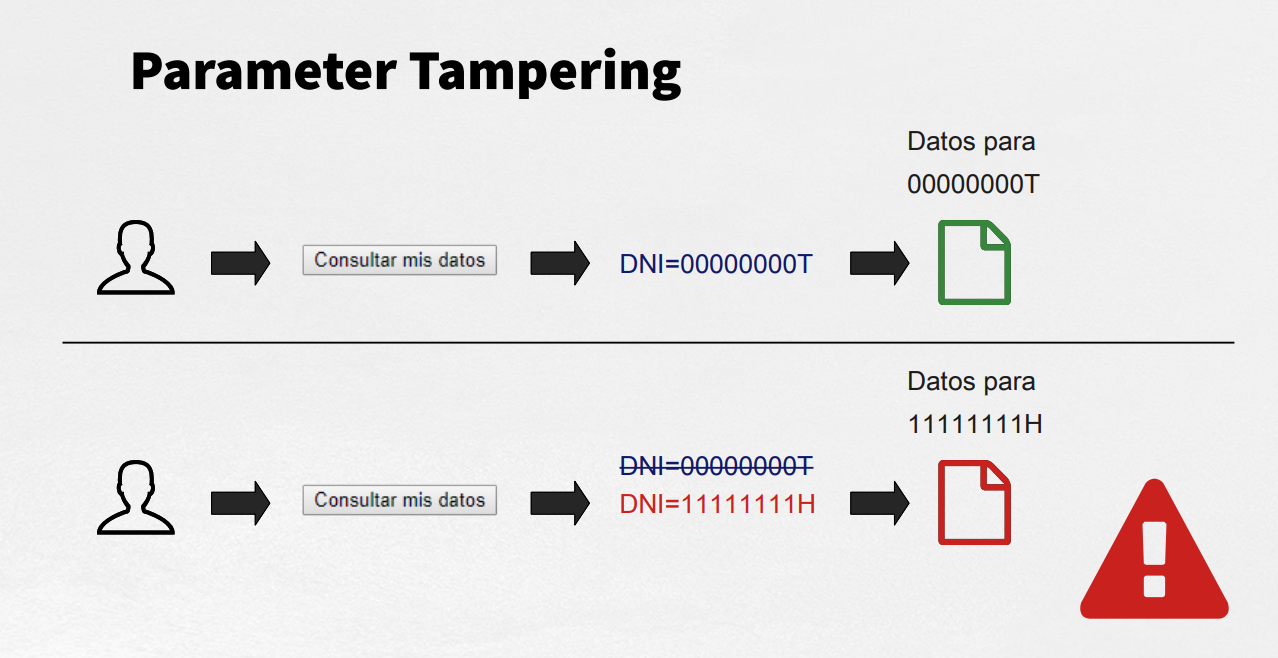 Parameter Tampering
Datos para
00000000T
Consultar mis datos
DNI=00000000T
Datos para
11111111H
DNI=00000000T
Consultar mis datos
DNI=11111111H